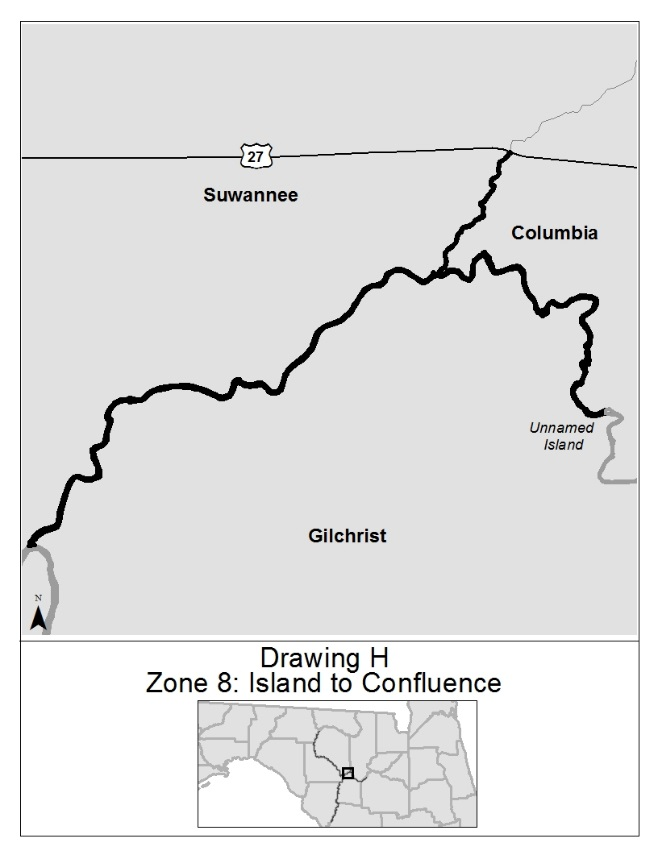 27
Suwannee
Columbia
Unnamed
Island
Gilchrist
N
Drawing H
Zone 8: Island to Confluence